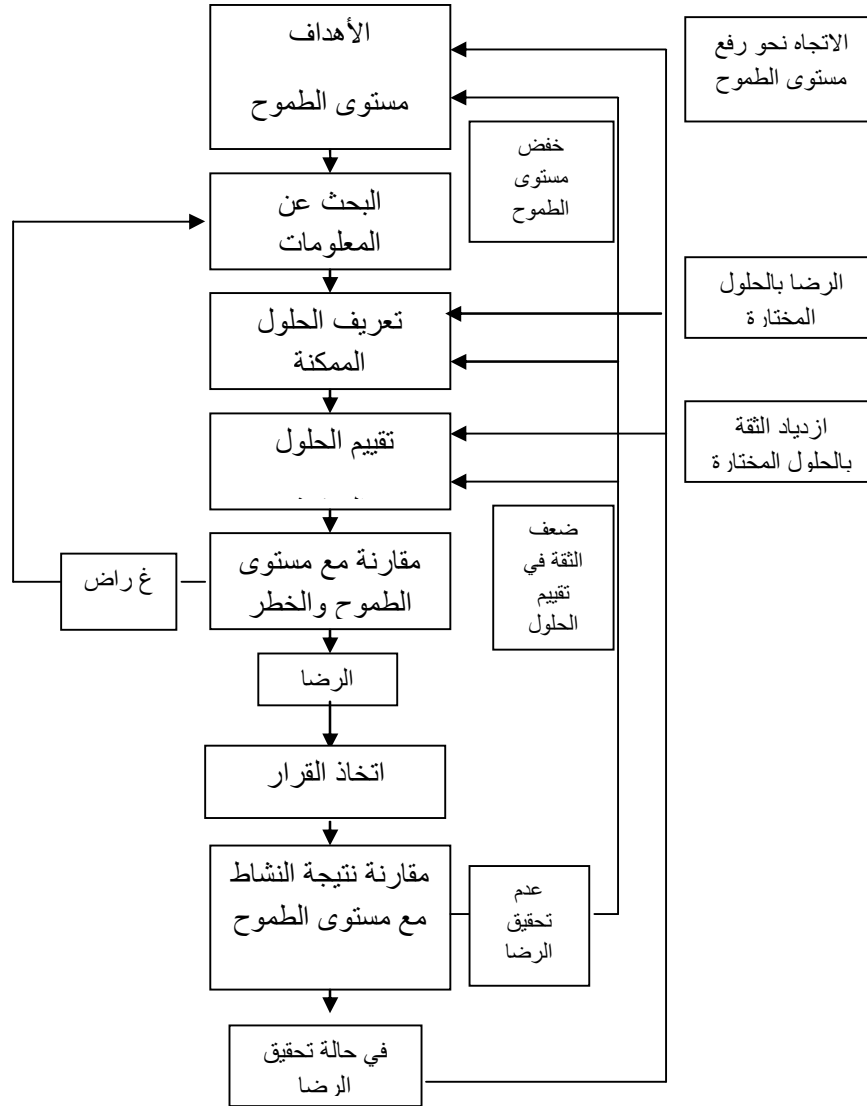 الأهداف
مستوى الطموح
الاتجاه نحو رفع
مستوى الطموح
خفض
مستوى
الطموح
البحث عن
المعلومات
تعريف الحلول
الممكنة
الرضا بالحلول
المختارة
تقييم الحلول
ازدياد الثقة
بالحلول المختارة
مقارنة مع مستوى
الطموح والخطر
غ راض
ضعف
الثقة في
تقييم
الحلول
الرضا
اتخاذ القرار
مقارنة نتيجة النشاط
مع مستوى الطموح
عدم
تحقيق
الرضا
في حالة تحقيق
الرضا